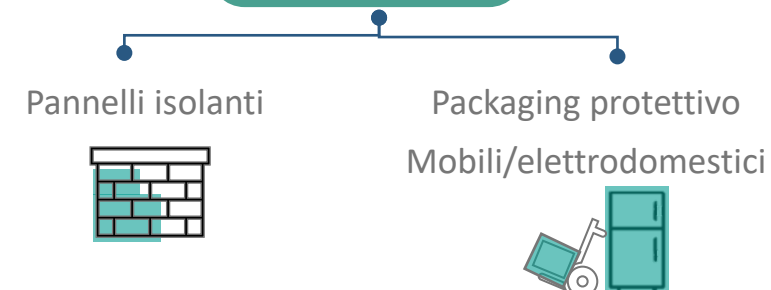 Pannelli isolanti
Packaging protettivo
Mobili/elettrodomestici